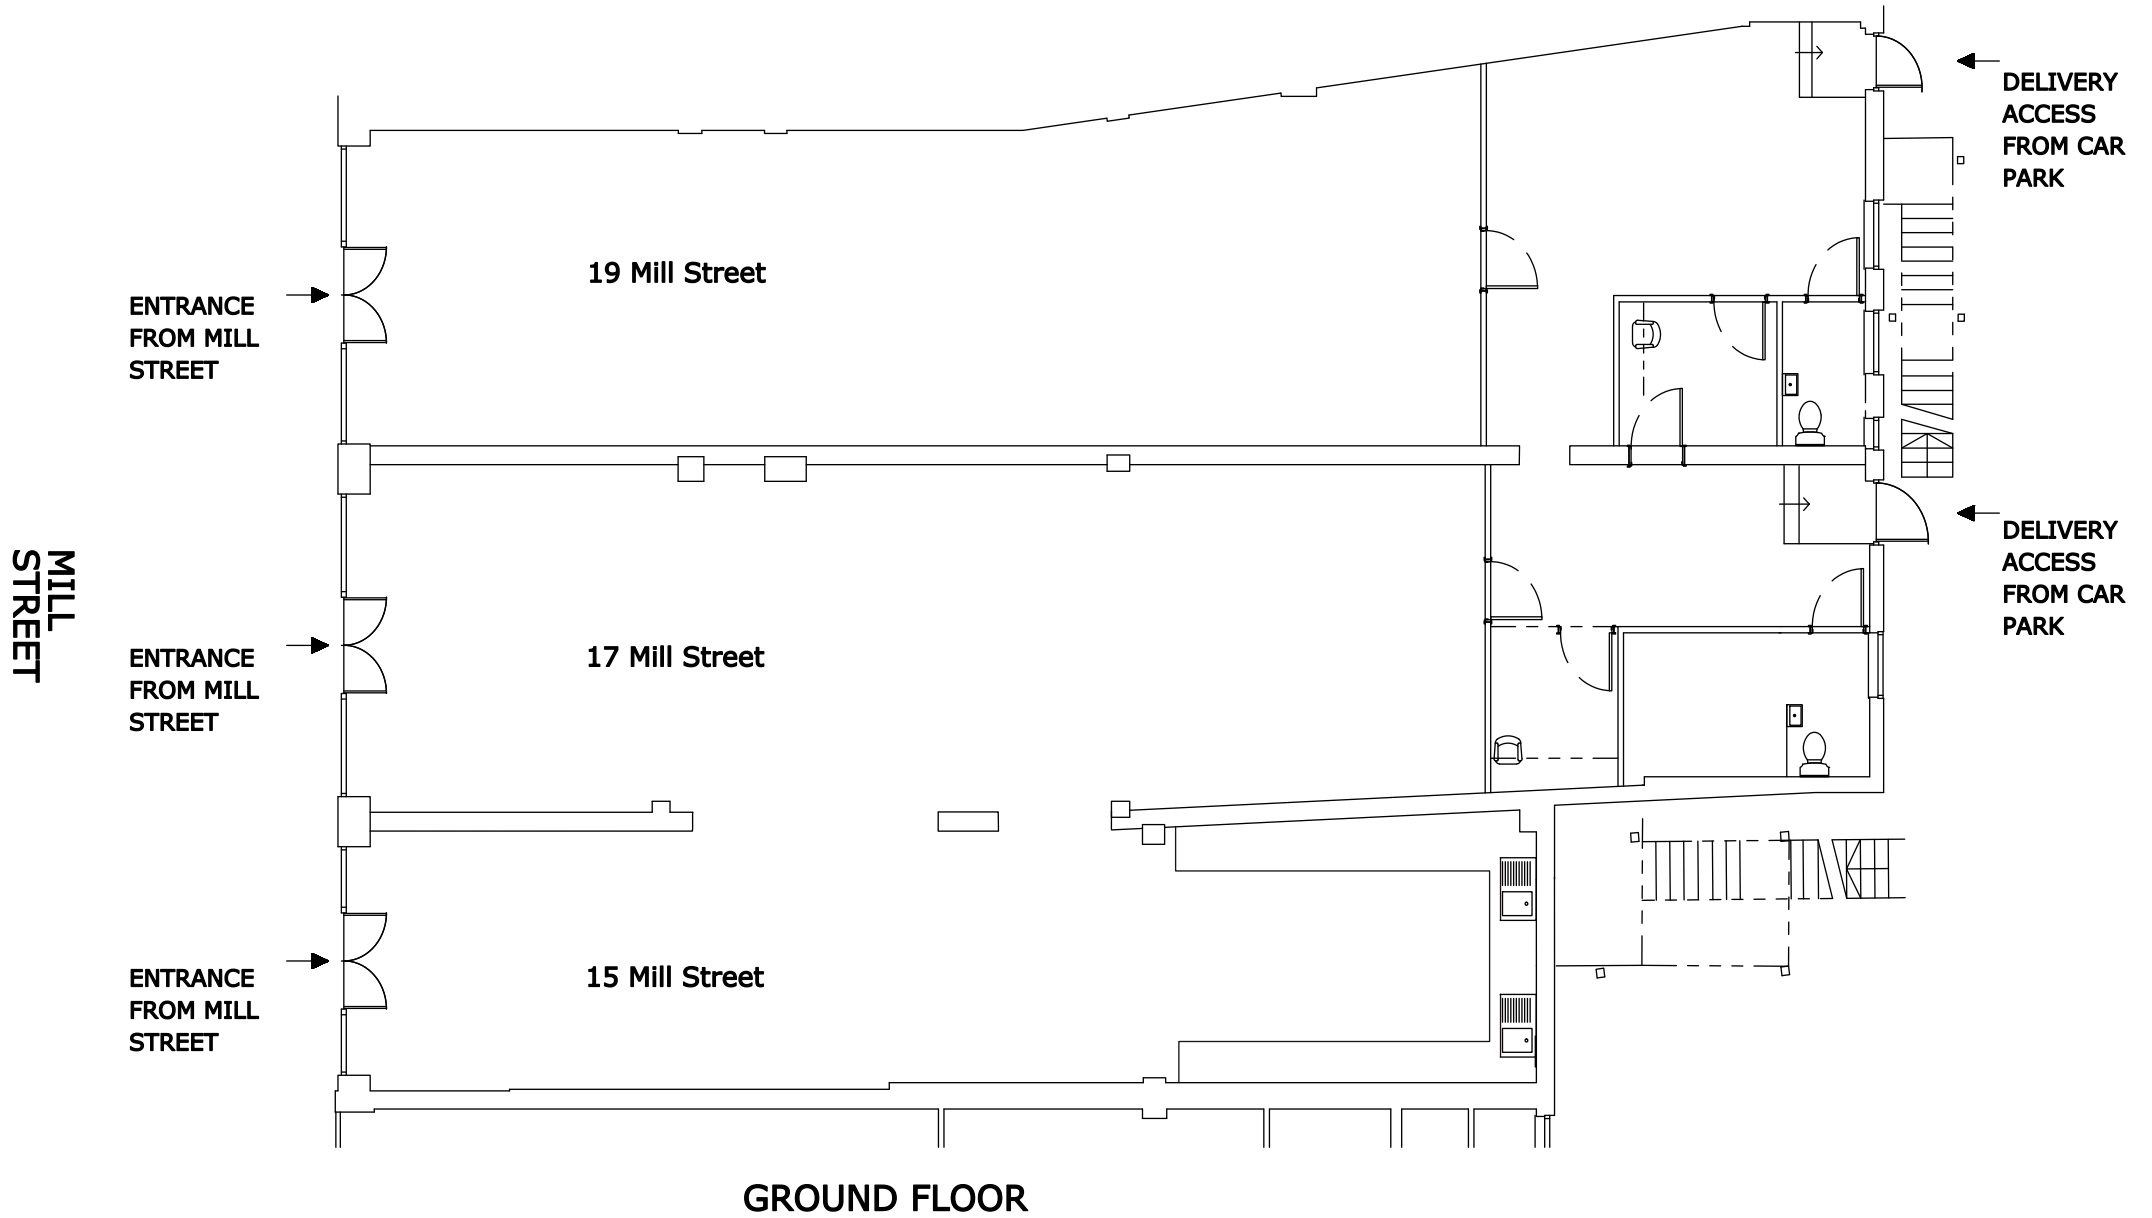 DELIVERY
ACCESS
FROM CAR
PARK
19 Mill Street
ENTRANCE
FROM MILL
STREET
DELIVERY
ACCESS
FROM CAR
PARK
MILL
STREET
17 Mill Street
ENTRANCE
FROM MILL
STREET
15 Mill Street
ENTRANCE
FROM MILL
STREET
GROUND FLOOR